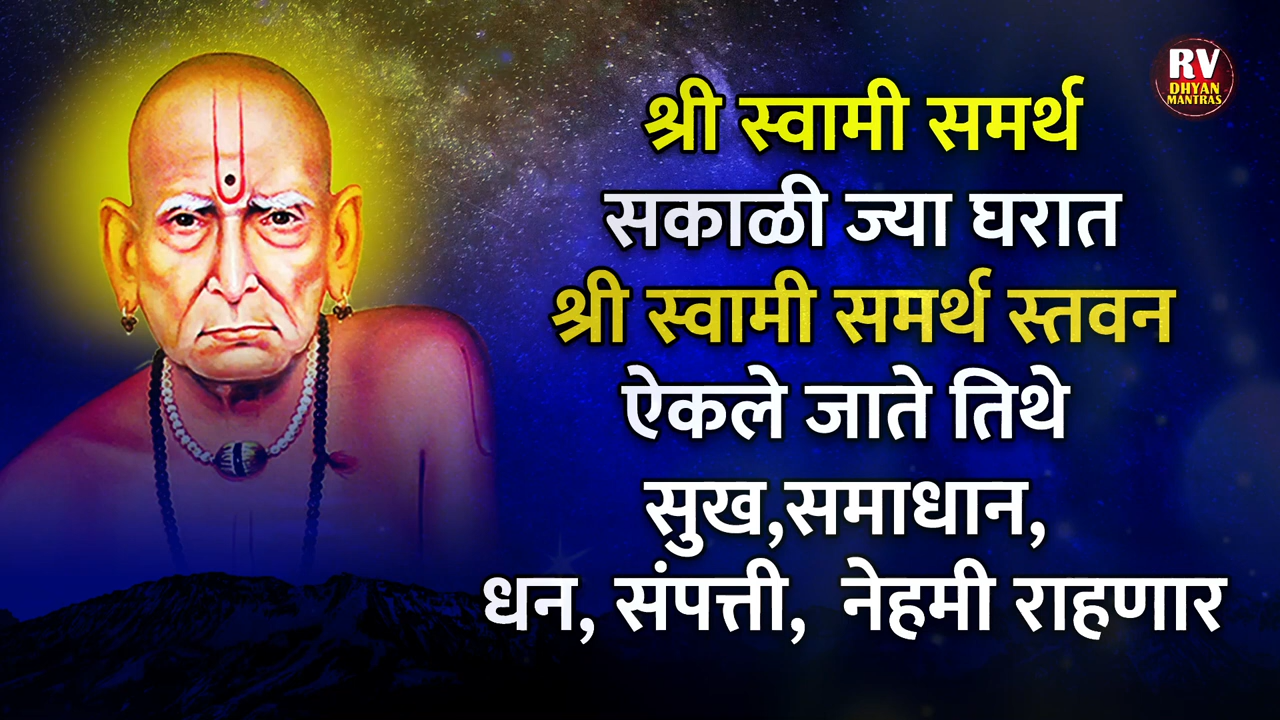 श्री स्वामी समर्थ
सकाळी ज्या घरात
श्री स्वामी समर्थ स्तवन
ऐकले जाते तिथे
सुख,समाधान,
धन, संपत्ती, नेहमी राहणार
RV
DHYAN
MANTRAS